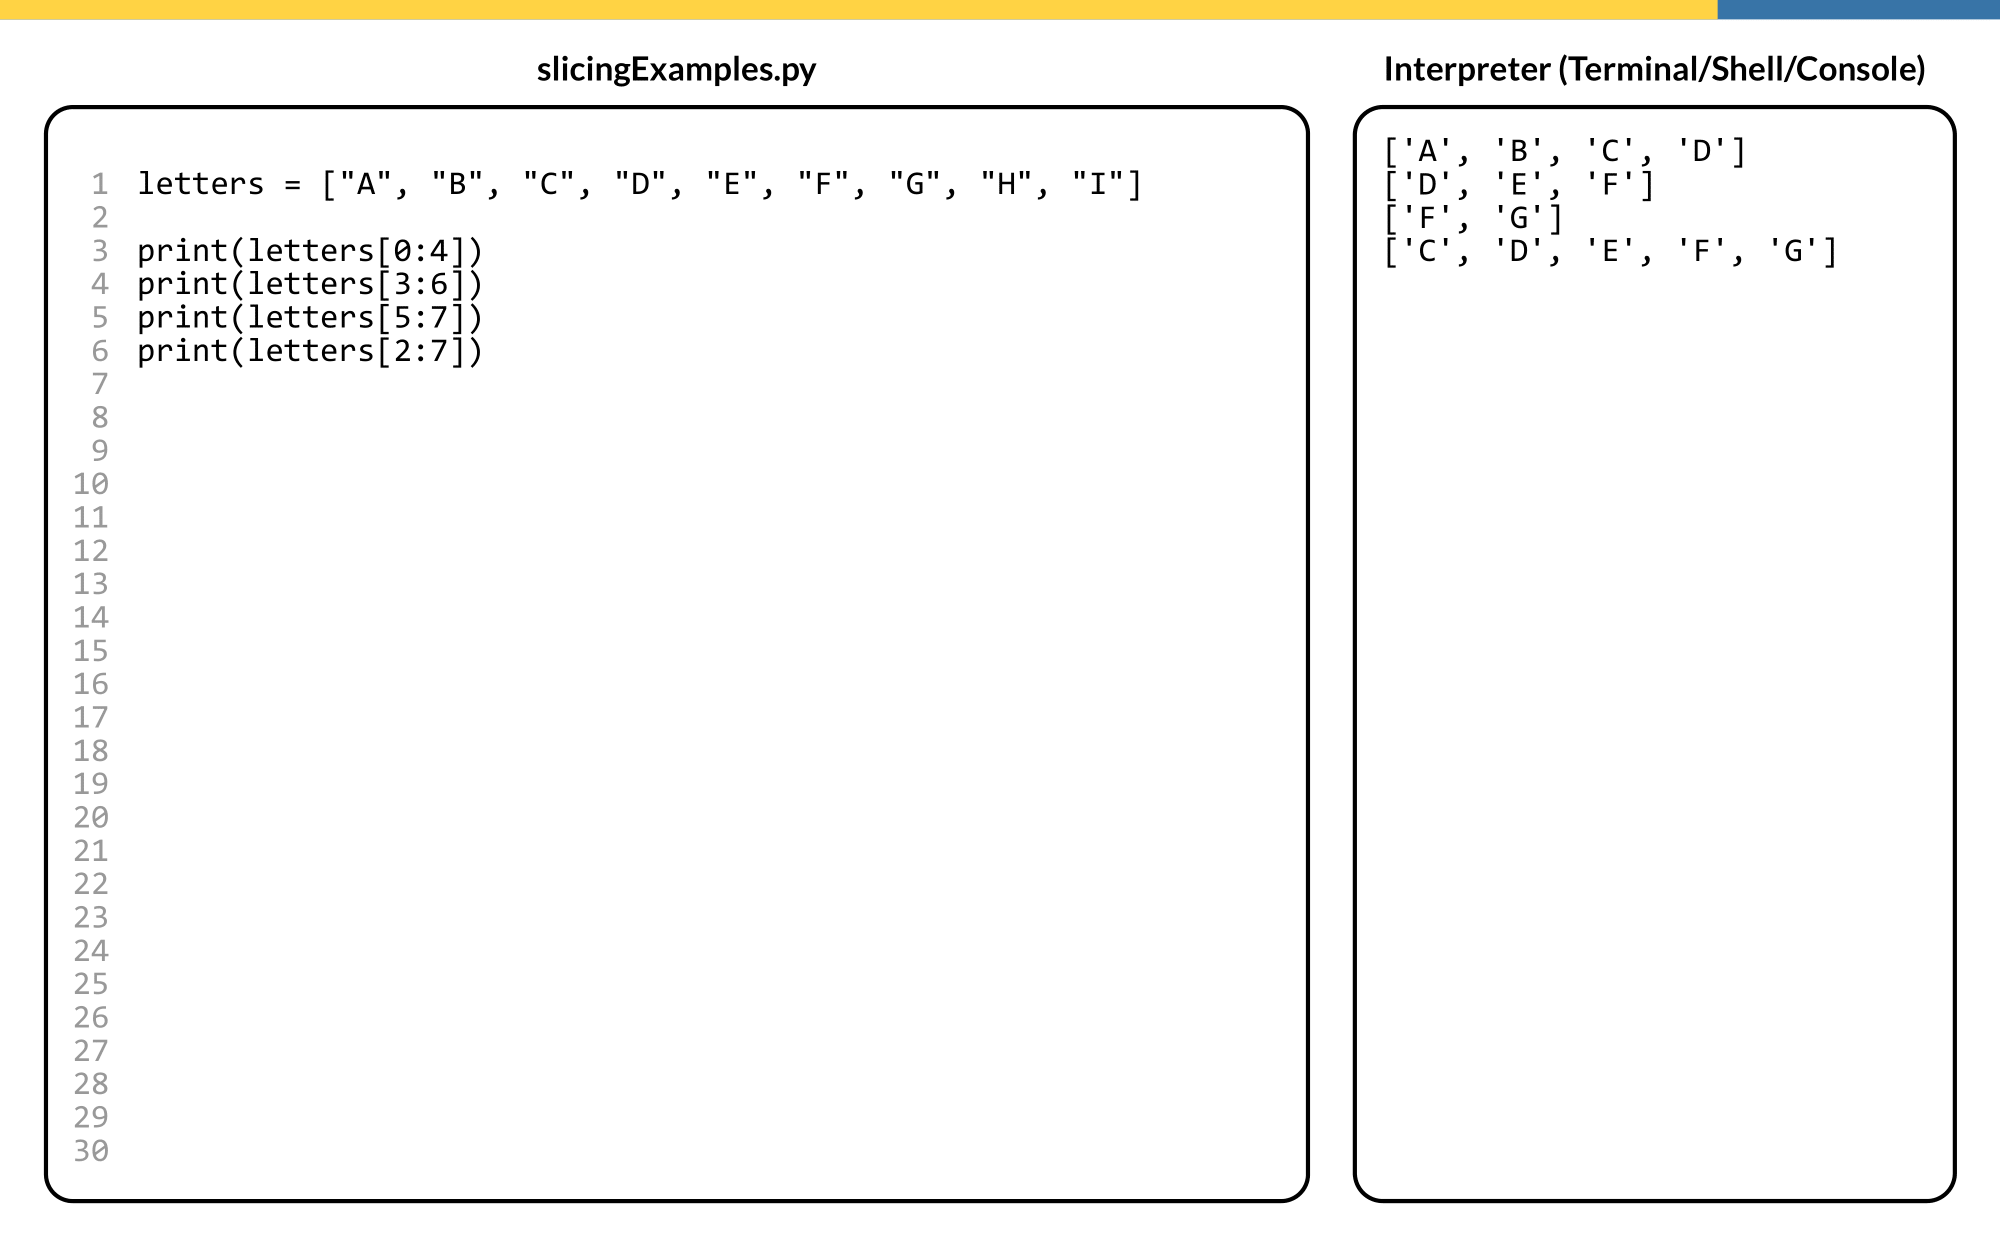 slicingExamples.py
1 letters = ["A", "B", "C", "D", "E", "F", "G", "H", "I"]
2
3 print(letters[0:4])
4 print(letters[3:6])
5 print(letters[5:7])
6 print(letters[2:7])
7
8
9
10
11
12
13
14
15
16
17
18
19
20
21
22
23
24
25
26
27
28
29
30
Interpreter (Terminal/Shell/Console)
['A', 'B', 'C', 'D']
['D', 'E', 'F']
['F', 'G']
['C', 'D', 'E', 'F', 'G']